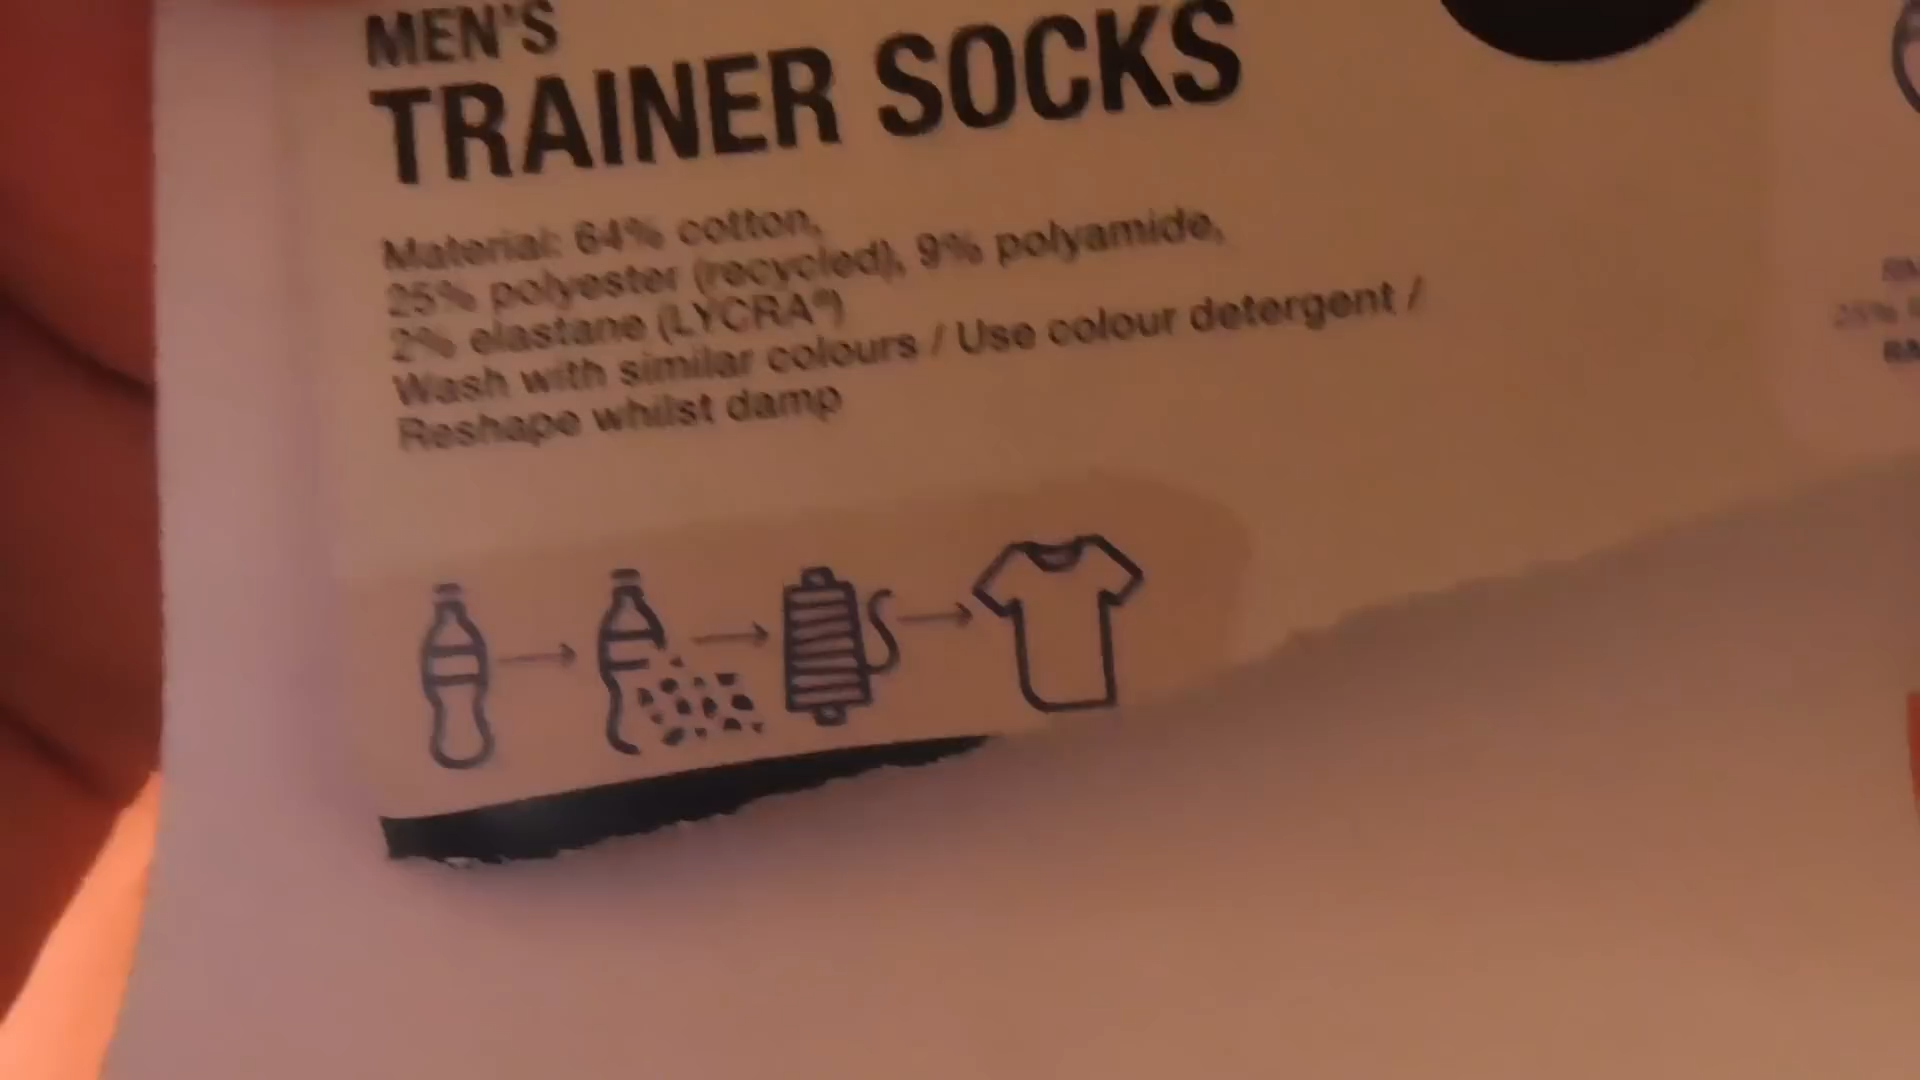 MEN'S
TRAINER SOCKS
Material: 64% cotton,
25% polyester (recycled), 9% polyamide,
2% elastane (LYCRA®)
Wash with similar colours / Use colour detergent /
Reshape whilst damp
25%